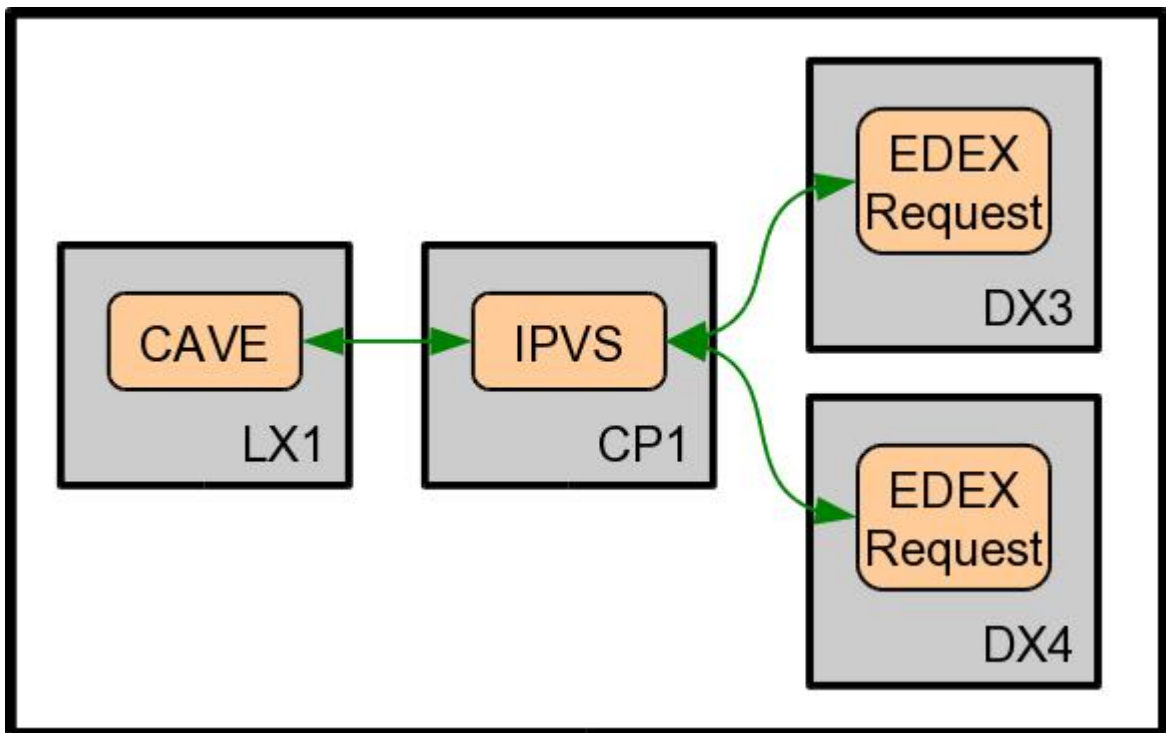 CAVE
LX1
IPVS
CP1
EDEX
Request
DX3
EDEX
Request
DX4